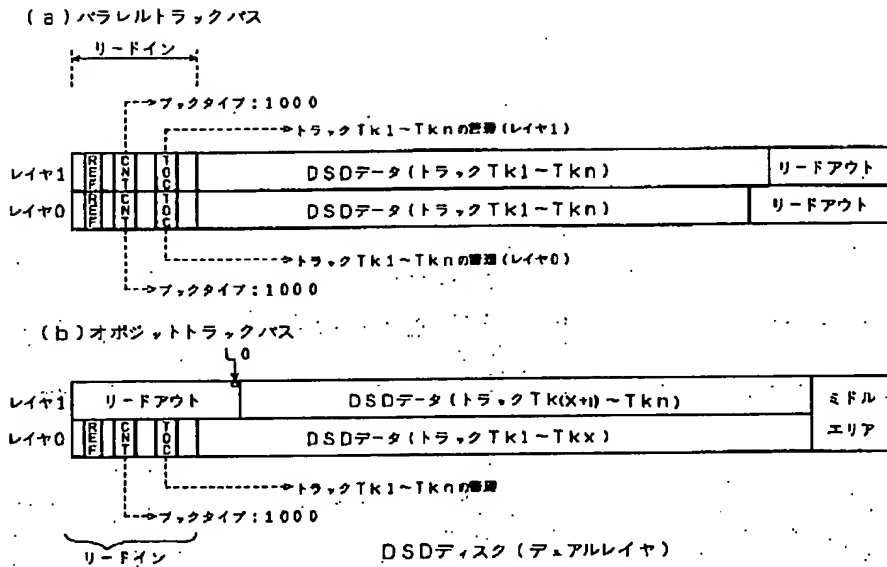 (a)パラレルトラックパス
リードイン
ブックタイプ:1000
トラックTk1~Tknの管理(レイヤ1)
レイヤ1 REF CNT TOC DSDデータ(トラックTk1~Tkn) リードアウト
レイヤ0 REF CNT TOC DSDデータ(トラックTk1~Tkn) リードアウト
トラックTk1~Tknの管理(レイヤ0)
ブックタイプ:1000
(b)オポジットトラックパス
LO
レイヤ1 リードアウト DSDデータ(トラックTk(X+1)~Tkn) ミドル
レイヤ0 REF CNT TOC DSDデータ(トラックTk1~Tkx) エリア
トラックTk1~Tknの管理
ブックタイプ:1000
リードイン
DSDディスク(デュアルレイヤ)